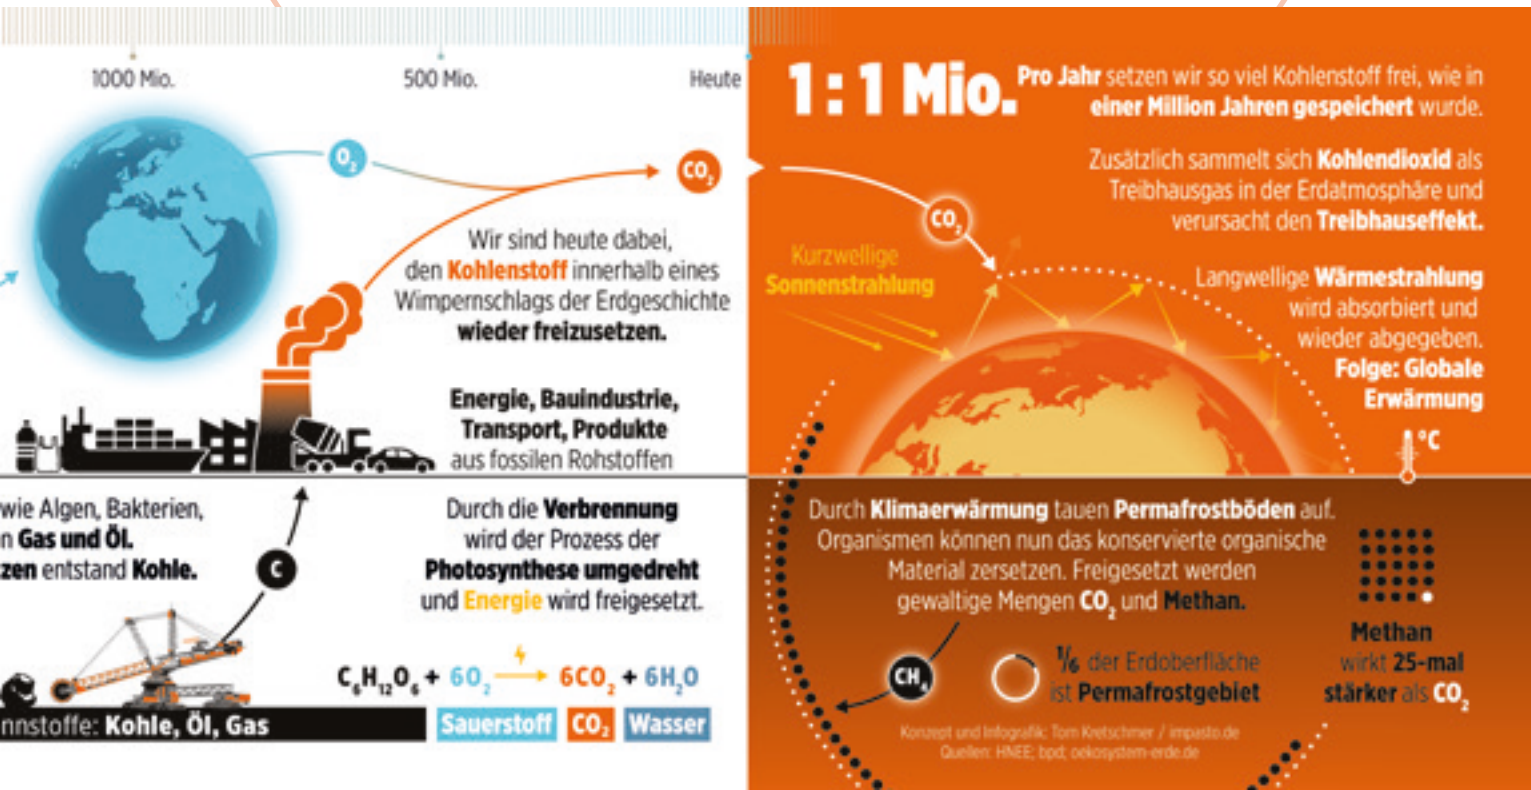 1000 Mio.
500 Mio.
Heute
O₂
CO₂
Wir sind heute dabei,
den Kohlenstoff innerhalb eines
Wimpernschlags der Erdgeschichte
wieder freizusetzen.
Energie, Bauindustrie,
Transport, Produkte
aus fossilen Rohstoffen
wie Algen, Bakterien,
n Gas und Öl.
zen entstand Kohle.
C
Durch die Verbrennung
wird der Prozess der
Photosynthese umgedreht
und Energie wird freigesetzt.
C₆H₁₂O₆ + 6O₂ → 6CO₂ + 6H₂O
Sauerstoff CO₂ Wasser
nnstoffe: Kohle, Öl, Gas
1 : 1 Mio.
Pro Jahr setzen wir so viel Kohlenstoff frei, wie in
einer Million Jahren gespeichert wurde.
Zusätzlich sammelt sich Kohlendioxid als
Treibhausgas in der Erdatmosphäre und
verursacht den Treibhauseffekt.
CO₂
Kurzwellige
Sonnenstrahlung
Langwellige Wärmestrahlung
wird absorbiert und
wieder abgegeben.
Folge: Globale
Erwärmung
°C
Durch Klimaerwärmung tauen Permafrostböden auf.
Organismen können nun das konservierte organische
Material zersetzen. Freigesetzt werden
gewaltige Mengen CO₂ und Methan.
CH₄
⅙ der Erdoberfläche
ist Permafrostgebiet
Methan
wirkt 25-mal
stärker als CO₂
Konzept und Infografik: Tom Kretschmer / impasto.de
Quellen: HNEE; bpd; oekosystem-erde.de